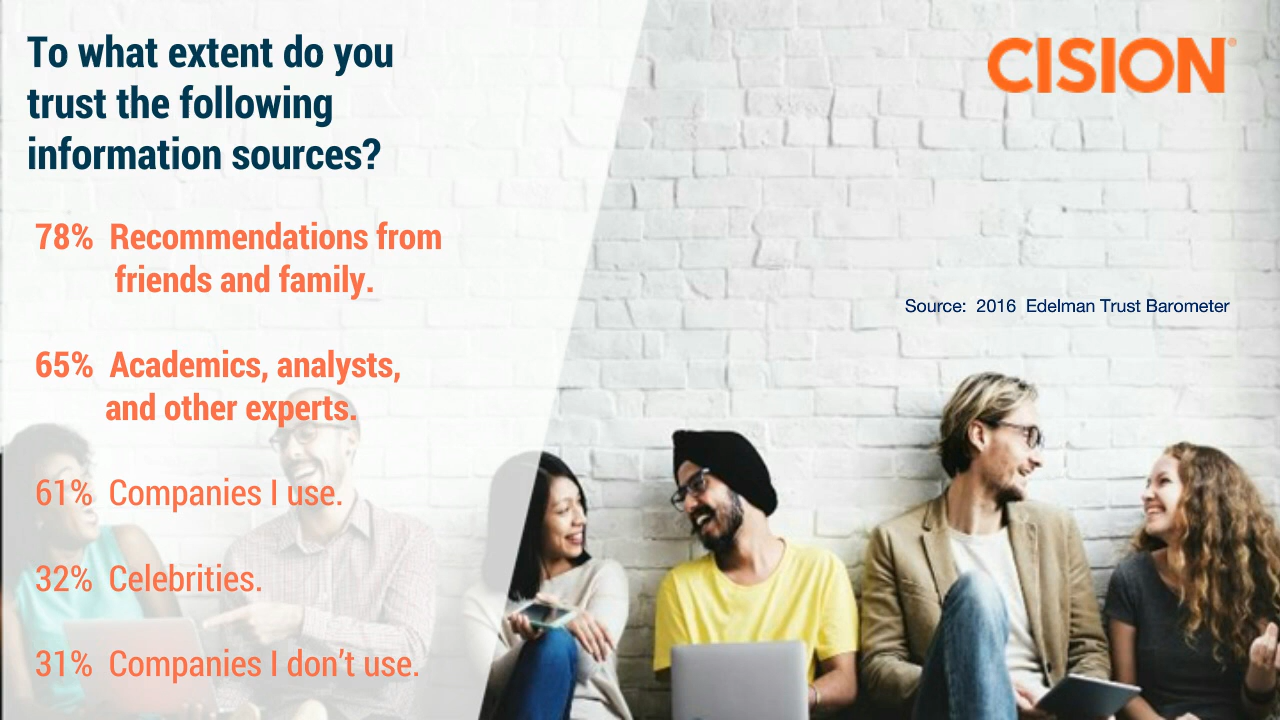 To what extent do you
trust the following
information sources?
CISION®
78% Recommendations from
friends and family.
Source: 2016 Edelman Trust Barometer
65% Academics, analysts,
and other experts.
61% Companies I use.
32% Celebrities.
31% Companies I don't use.